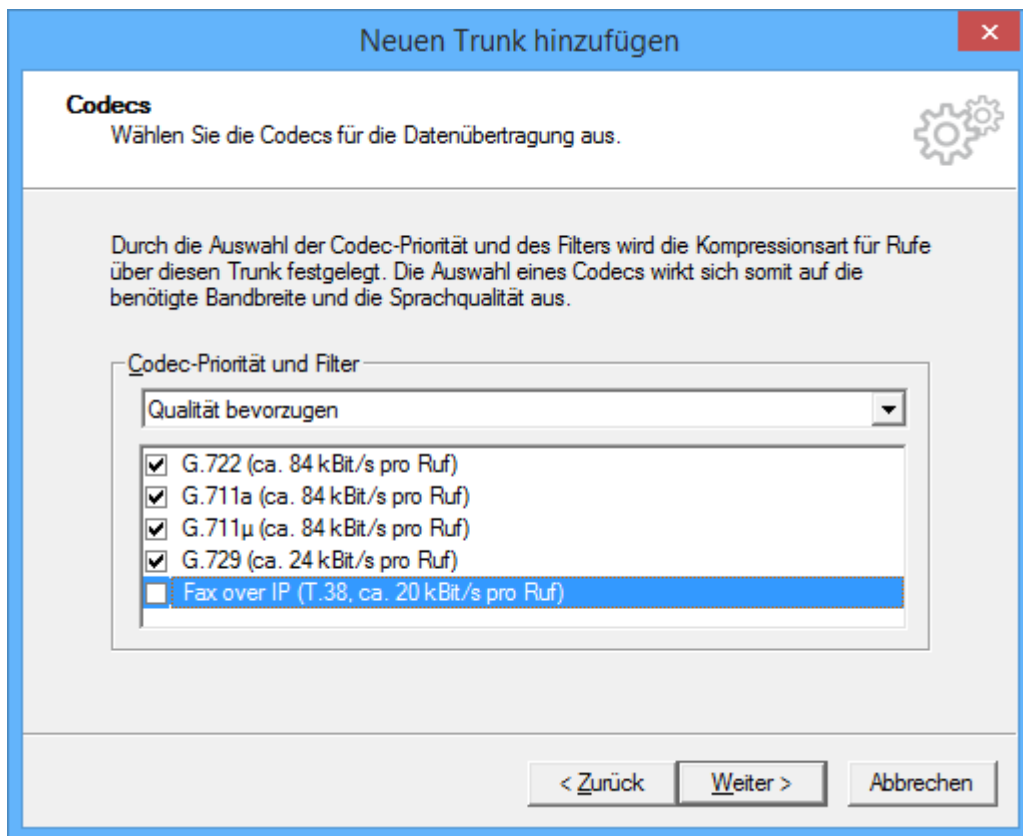 Neuen Trunk hinzufügen
Codecs
Wählen Sie die Codecs für die Datenübertragung aus.
Durch die Auswahl der Codec-Priorität und des Filters wird die Kompressionsart für Rufe
über diesen Trunk festgelegt. Die Auswahl eines Codecs wirkt sich somit auf die
benötigte Bandbreite und die Sprachqualität aus.
Codec-Priorität und Filter
Qualität bevorzugen
G.722 (ca. 84 kBit/s pro Ruf)
G.711a (ca. 84 kBit/s pro Ruf)
G.711µ (ca. 84 kBit/s pro Ruf)
G.729 (ca. 24 kBit/s pro Ruf)
Fax over IP (T.38, ca. 20 kBit/s pro Ruf)
< Zurück Weiter > Abbrechen